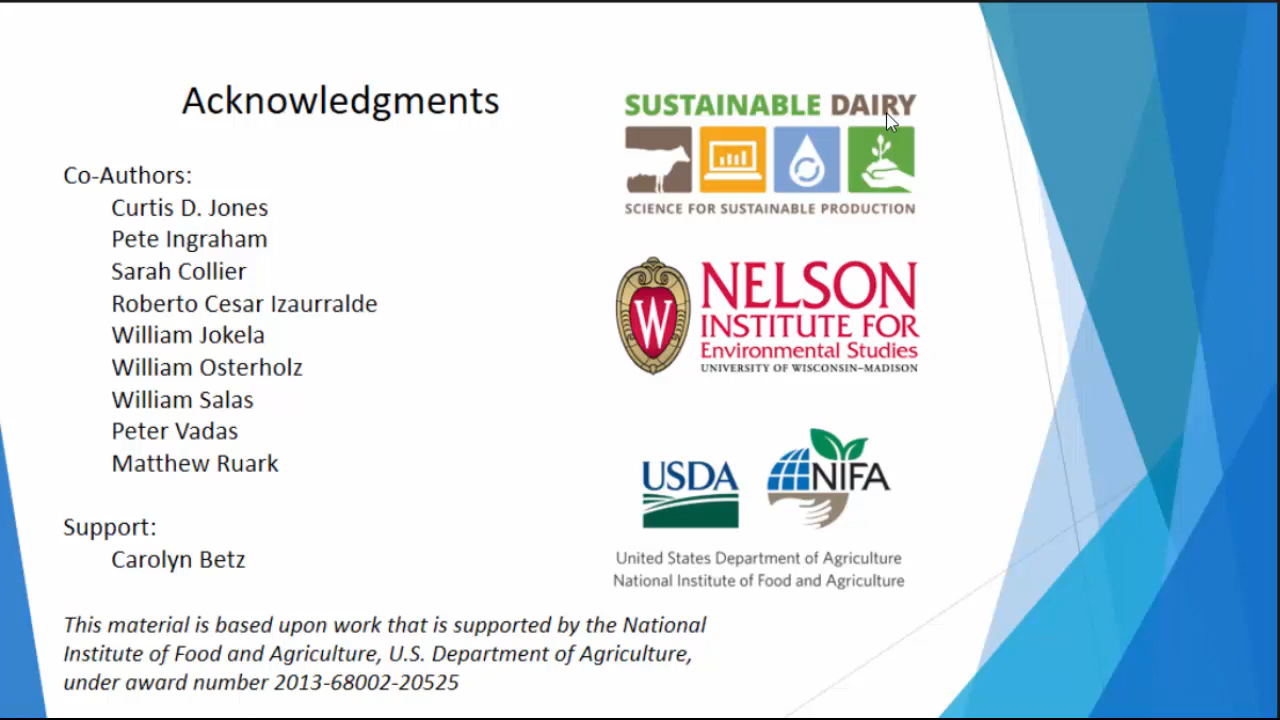 Acknowledgments
Co-Authors:
Curtis D. Jones
Pete Ingraham
Sarah Collier
Roberto Cesar Izaurralde
William Jokela
William Osterholz
William Salas
Peter Vadas
Matthew Ruark
Support:
Carolyn Betz
This material is based upon work that is supported by the National
Institute of Food and Agriculture, U.S. Department of Agriculture,
under award number 2013-68002-20525
SUSTAINABLE DAIRY
SCIENCE FOR SUSTAINABLE PRODUCTION
W
NELSON
INSTITUTE FOR
Environmental Studies
UNIVERSITY OF WISCONSIN–MADISON
USDA
NIFA
United States Department of Agriculture
National Institute of Food and Agriculture